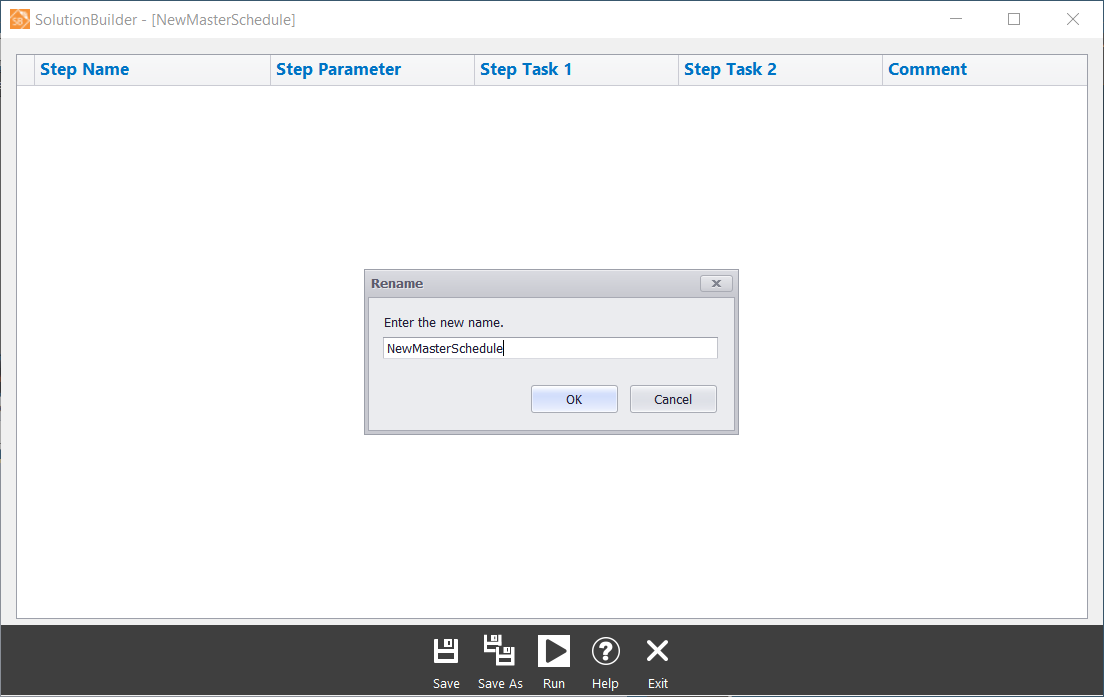 SB
SolutionBuilder - [NewMasterSchedule]
Step Name Step Parameter Step Task 1 Step Task 2 Comment
Rename
Enter the new name.
NewMasterSchedule
OK Cancel
Save Save As Run Help Exit